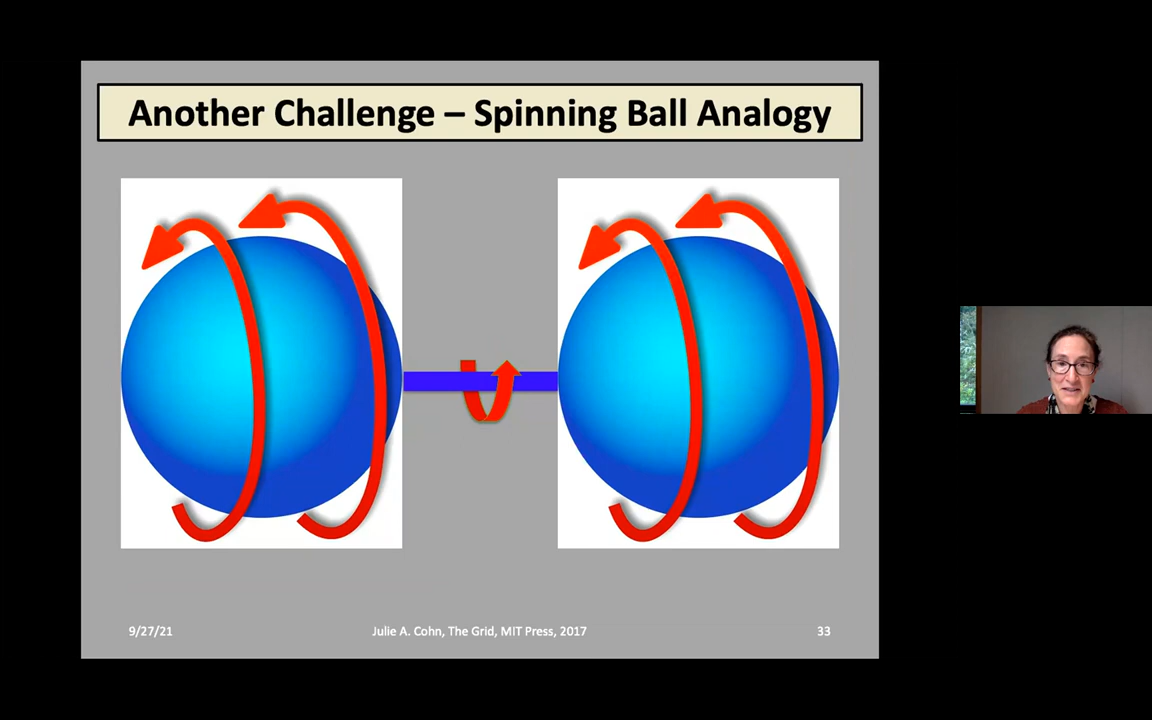 Another Challenge – Spinning Ball Analogy
9/27/21
Julie A. Cohn, The Grid, MIT Press, 2017
33